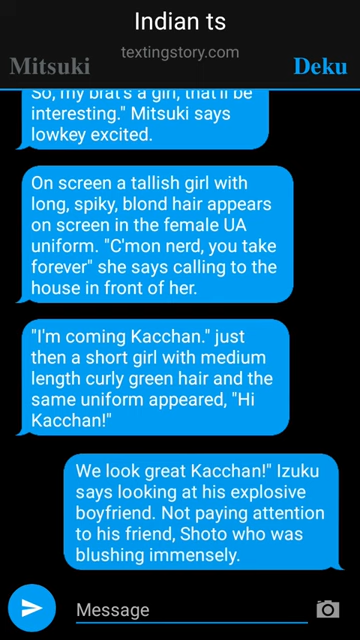 Indian ts
textingstory.com
Mitsuki
Deku
So, my brat's a girl, that'll be
interesting." Mitsuki says
lowkey excited.
On screen a tallish girl with
long, spiky, blond hair appears
on screen in the female UA
uniform. "C'mon nerd, you take
forever" she says calling to the
house in front of her.
"I'm coming Kacchan." just
then a short girl with medium
length curly green hair and the
same uniform appeared, "Hi
Kacchan!"
We look great Kacchan!" Izuku
says looking at his explosive
boyfriend. Not paying attention
to his friend, Shoto who was
blushing immensely.
Message